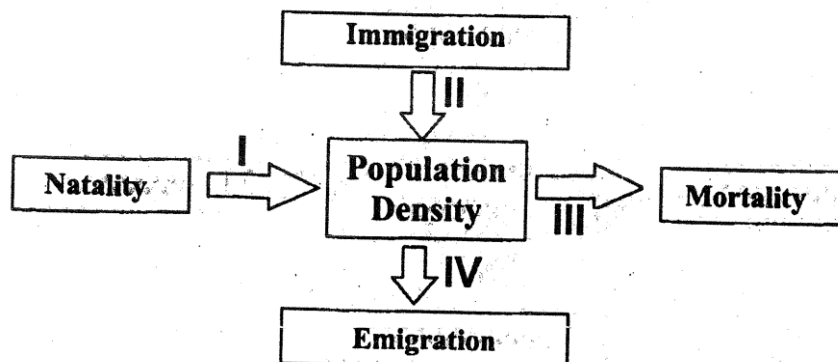 Immigration
II
I
Natality
Population
Density
III
Mortality
IV
Emigration